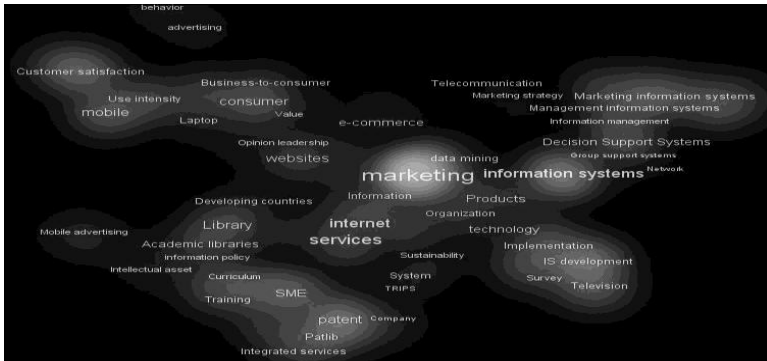 behavior
advertising
Customer satisfaction
Business-to-consumer
Telecommunication
Use intensity
consumer
Marketing strategy
Marketing information systems
mobile
Value
Management information systems
Laptop
e-commerce
Information management
Opinion leadership
Decision Support Systems
websites
data mining
Group support systems
marketing
information systems
Network
Developing countries
Information
Products
Organization
Library
internet
services
technology
Mobile advertising
Academic libraries
Implementation
information policy
Sustainability
IS development
Intellectual asset
Curriculum
System
Survey
TRIPS
Television
Training
SME
patent
Company
Patlib
Integrated services